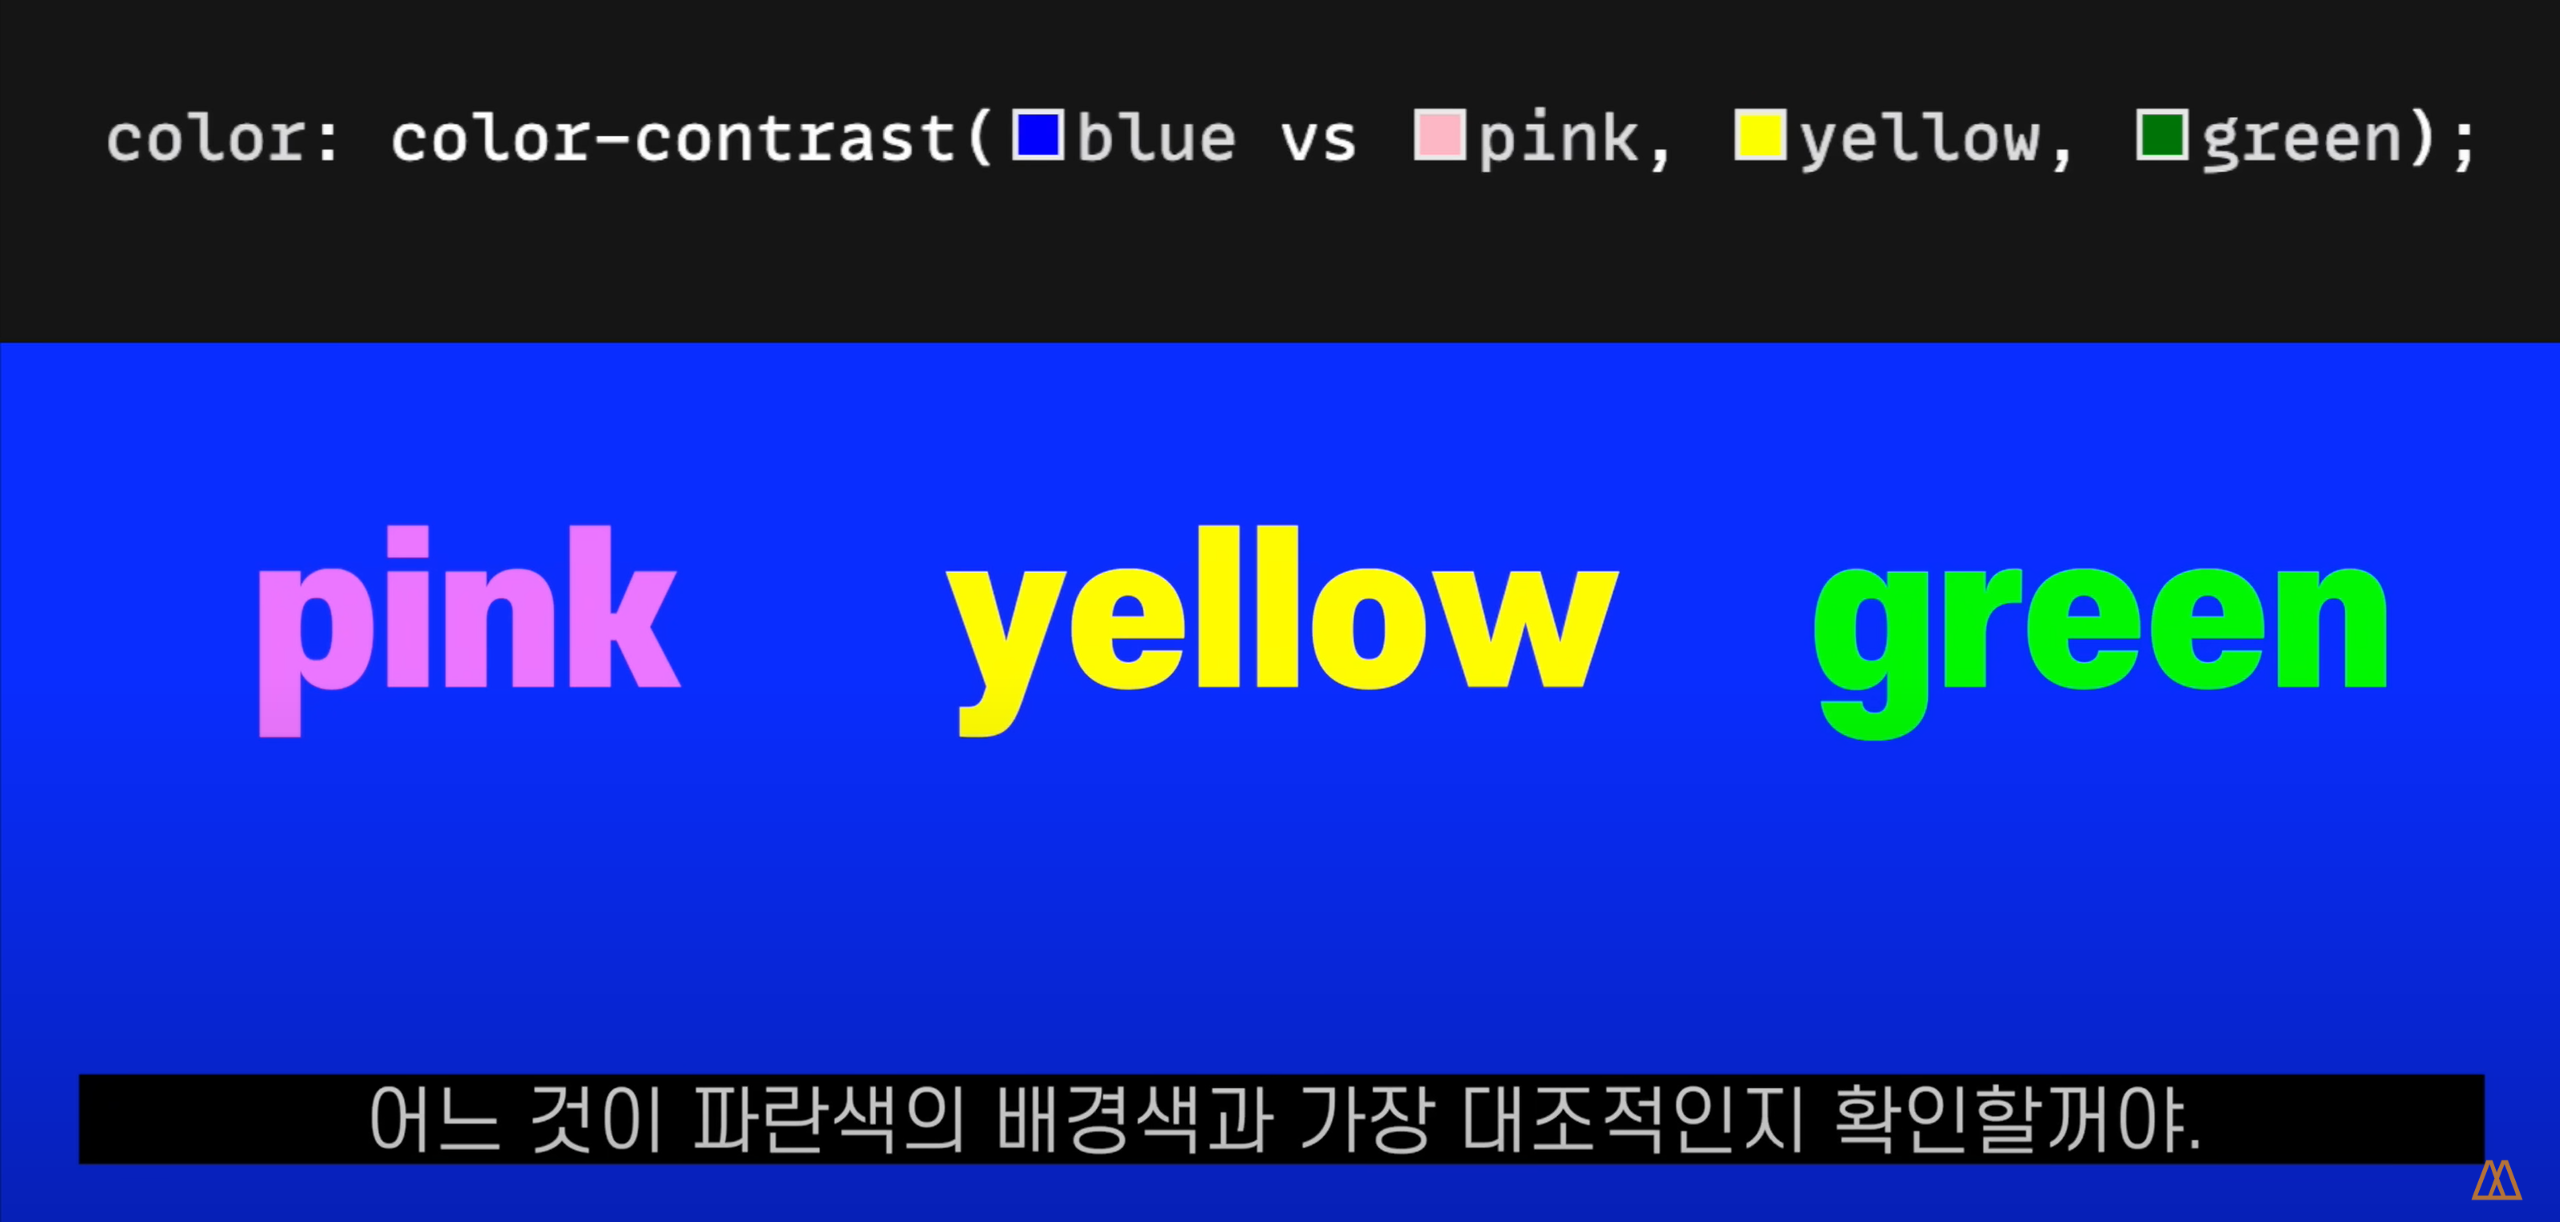 color: color-contrast(blue vs pink, yellow, green);
pink yellow green
어느 것이 파란색의 배경색과 가장 대조적인지 확인할꺼야.